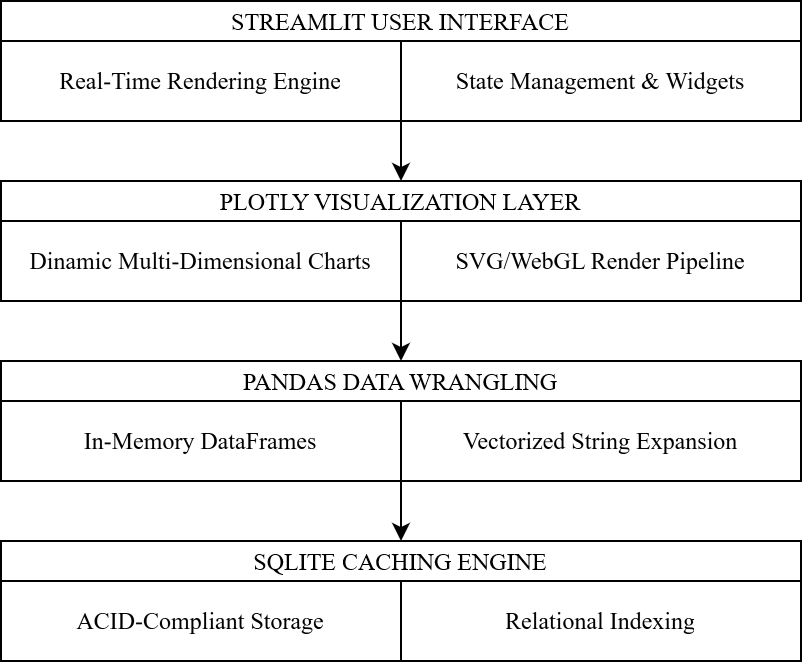 STREAMLIT USER INTERFACE
Real-Time Rendering Engine
State Management & Widgets
PLOTLY VISUALIZATION LAYER
Dinamic Multi-Dimensional Charts
SVG/WebGL Render Pipeline
PANDAS DATA WRANGLING
In-Memory DataFrames
Vectorized String Expansion
SQLITE CACHING ENGINE
ACID-Compliant Storage
Relational Indexing